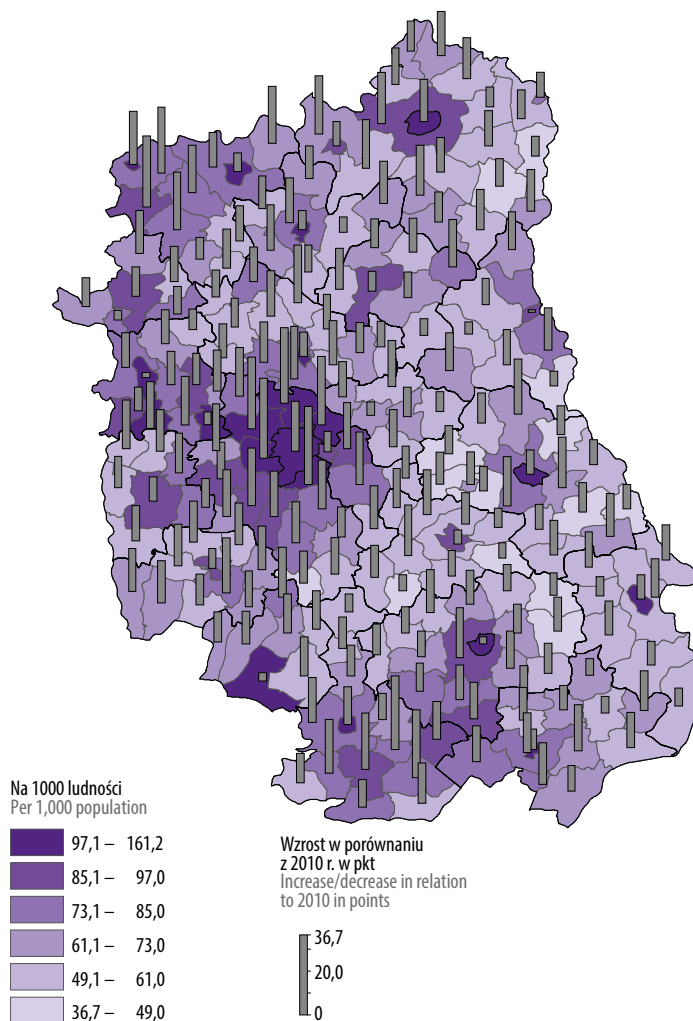 Na 1000 ludności
Per 1,000 population
97,1 – 161,2
85,1 – 97,0
73,1 – 85,0
61,1 – 73,0
49,1 – 61,0
36,7 – 49,0
Wzrost w porównaniu
z 2010 r. w pkt
Increase/decrease in relation
to 2010 in points
36,7
20,0
0